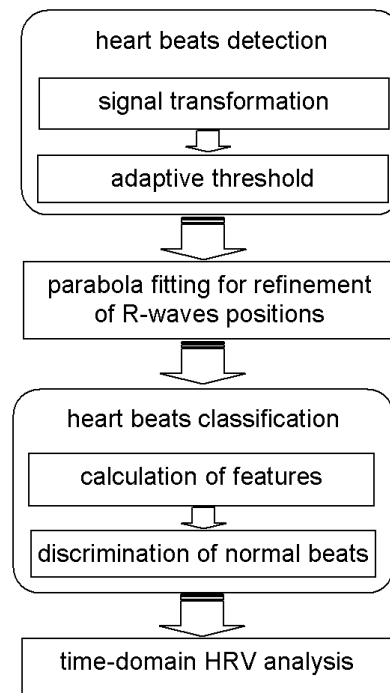 heart beats detection
signal transformation
adaptive threshold
parabola fitting for refinement
of R-waves positions
heart beats classification
calculation of features
discrimination of normal beats
time-domain HRV analysis